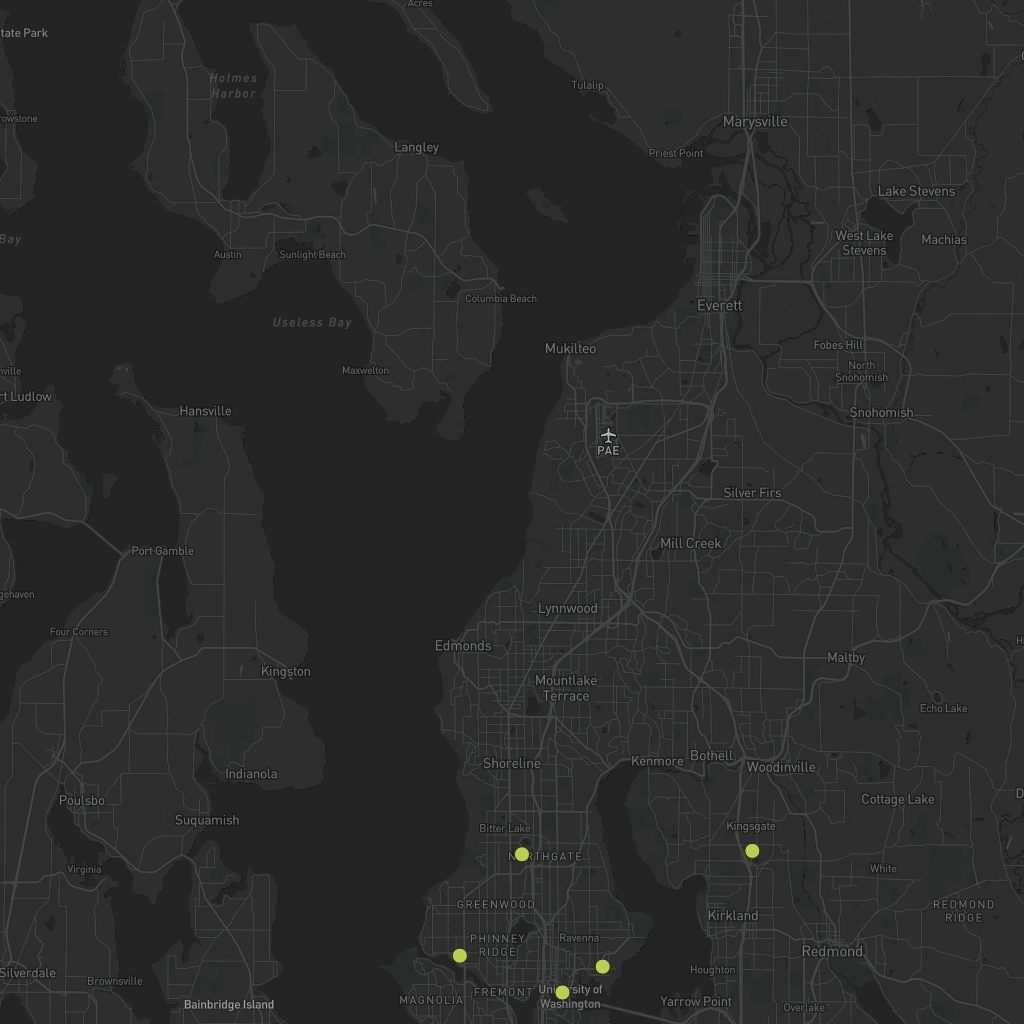 Acres
tate Park
Holmes
Harbor
Tulalip
rowstone
Marysville
Langley
Priest Point
Lake Stevens
Bay
West Lake
Stevens
Machias
Austin
Sunlight Beach
Columbia Beach
Everett
Useless Bay
Mukilteo
Fobes Hill
nville
Maxwelton
North
Snohomish
rt Ludlow
Hansville
Snohomish
PAE
Silver Firs
Mill Creek
Port Gamble
gehaven
Lynnwood
Four Corners
Edmonds
Maltby
Kingston
Mountlake
Terrace
Echo Lake
Shoreline
Kenmore
Bothell
Woodinville
Indianola
Poulsbo
Cottage Lake
Suquamish
Bitter Lake
Kingsgate
NORTHGATE
Virginia
White
GREENWOOD
REDMOND
RIDGE
Kirkland
PHINNEY
RIDGE
Ravenna
Redmond
Silverdale
Brownsville
Houghton
University of
Washington
FREMONT
MAGNOLIA
Bainbridge Island
Yarrow Point
Overlake